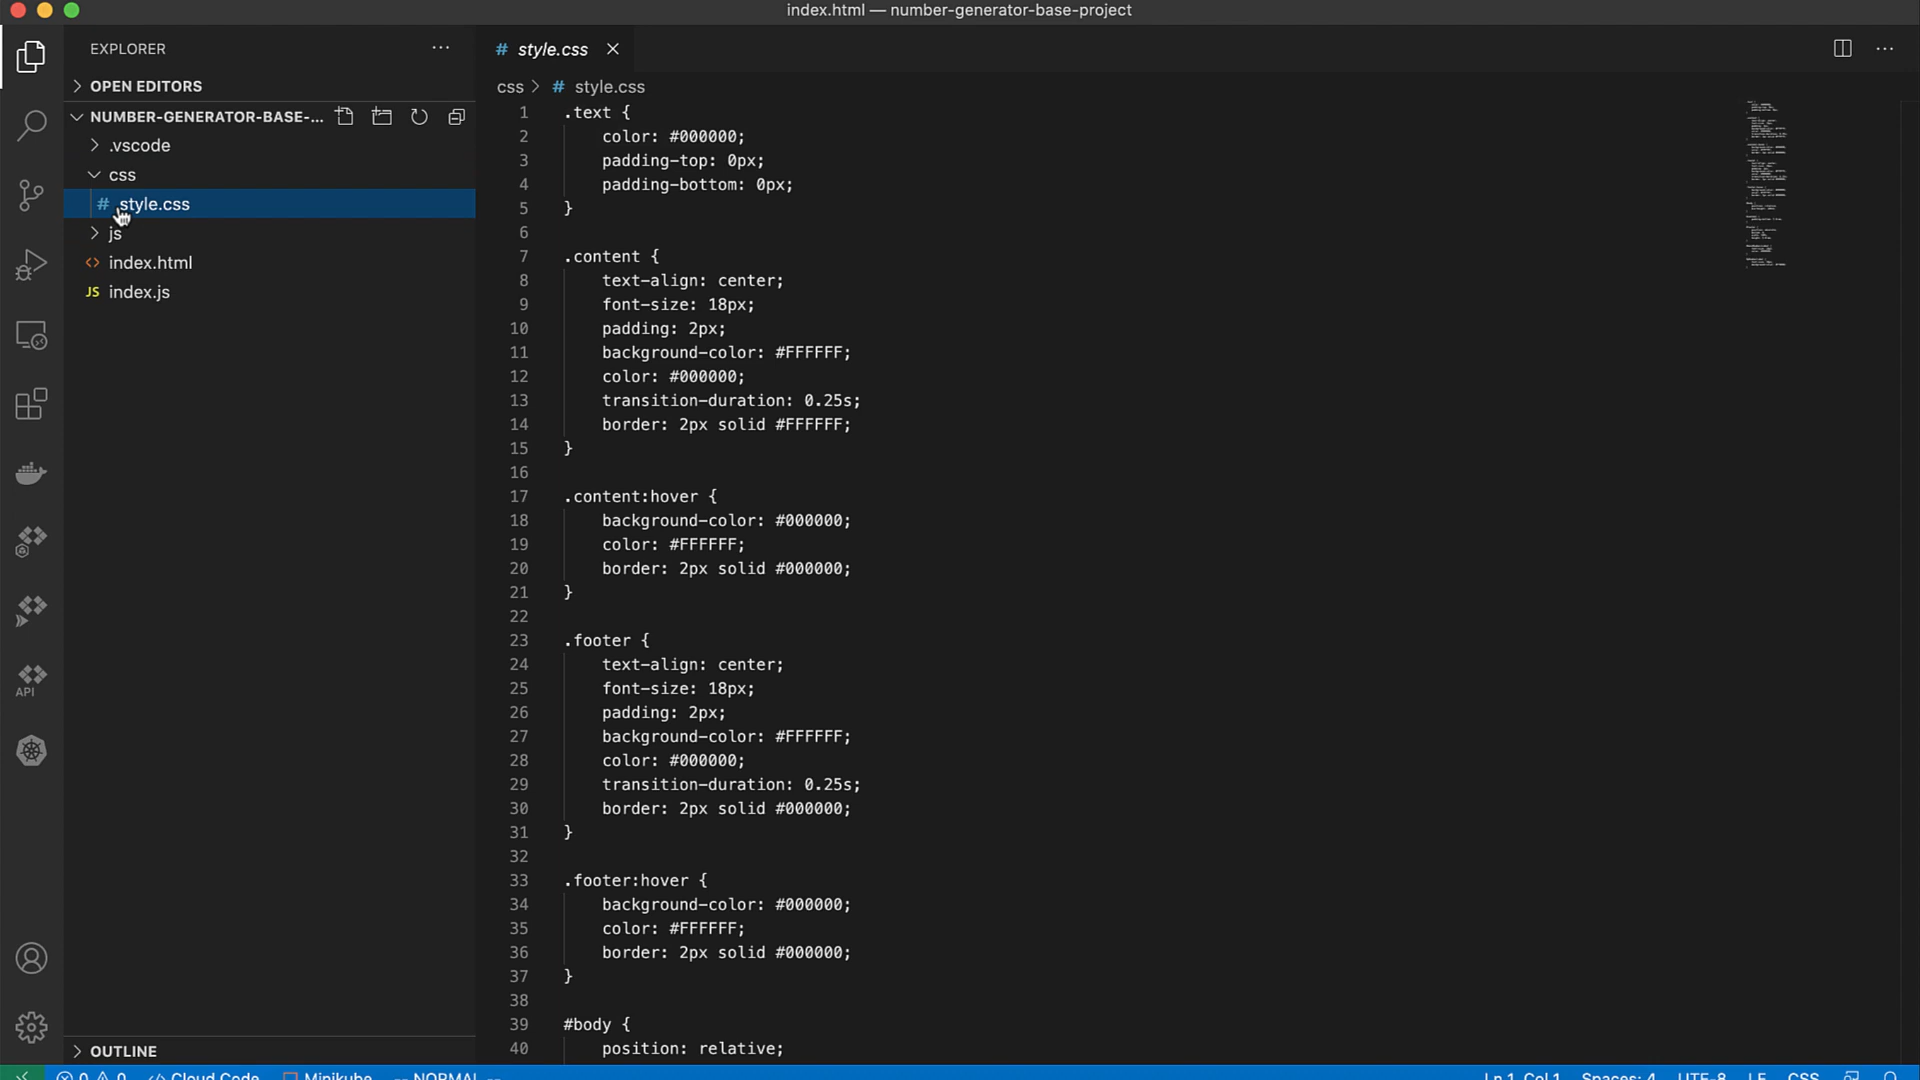 index.html — number-generator-base-project
EXPLORER
OPEN EDITORS
NUMBER-GENERATOR-BASE-...
.vscode
css
# style.css
js
<> index.html
JS index.js
API
OUTLINE
# style.css
css > # style.css
1 .text {
2 color: #000000;
3 padding-top: 0px;
4 padding-bottom: 0px;
5 }
6
7 .content {
8 text-align: center;
9 font-size: 18px;
10 padding: 2px;
11 background-color: #FFFFFF;
12 color: #000000;
13 transition-duration: 0.25s;
14 border: 2px solid #FFFFFF;
15 }
16
17 .content:hover {
18 background-color: #000000;
19 color: #FFFFFF;
20 border: 2px solid #000000;
21 }
22
23 .footer {
24 text-align: center;
25 font-size: 18px;
26 padding: 2px;
27 background-color: #FFFFFF;
28 color: #000000;
29 transition-duration: 0.25s;
30 border: 2px solid #000000;
31 }
32
33 .footer:hover {
34 background-color: #000000;
35 color: #FFFFFF;
36 border: 2px solid #000000;
37 }
38
39 #body {
40 position: relative;
0 0 Cloud Code Minikube -- NORMAL -- Ln 1, Col 1 Spaces: 4 UTF-8 LF CSS